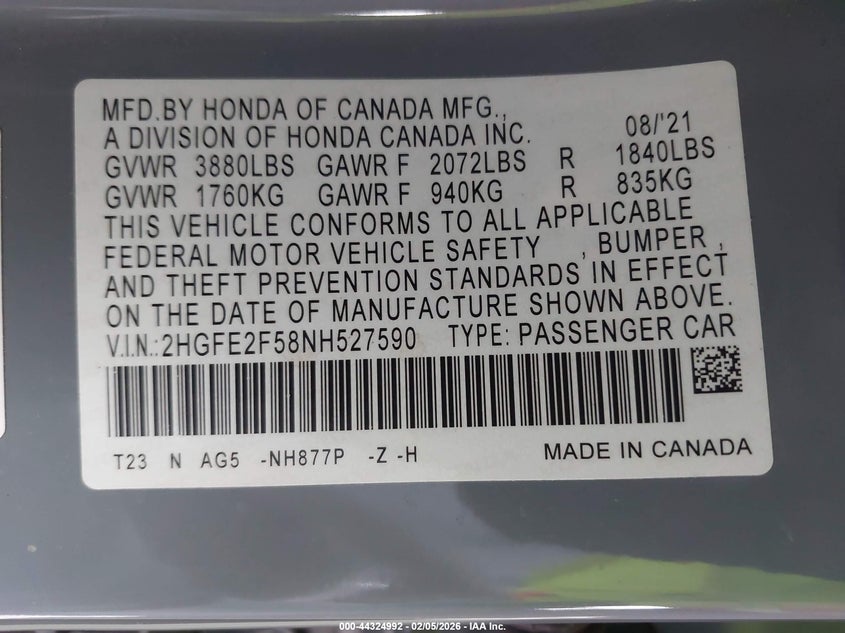 MFD.BY HONDA OF CANADA MFG.,
A DIVISION OF HONDA CANADA INC. 08/'21
GVWR 3880LBS GAWR F 2072LBS R 1840LBS
GVWR 1760KG GAWR F 940KG R 835KG
THIS VEHICLE CONFORMS TO ALL APPLICABLE
FEDERAL MOTOR VEHICLE SAFETY , BUMPER ,
AND THEFT PREVENTION STANDARDS IN EFFECT
ON THE DATE OF MANUFACTURE SHOWN ABOVE.
V.I.N.:2HGFE2F58NH527590 TYPE: PASSENGER CAR
T23 N AG5 -NH877P -Z -H MADE IN CANADA
000-44324992 - 02/05/2026 - IAA Inc.